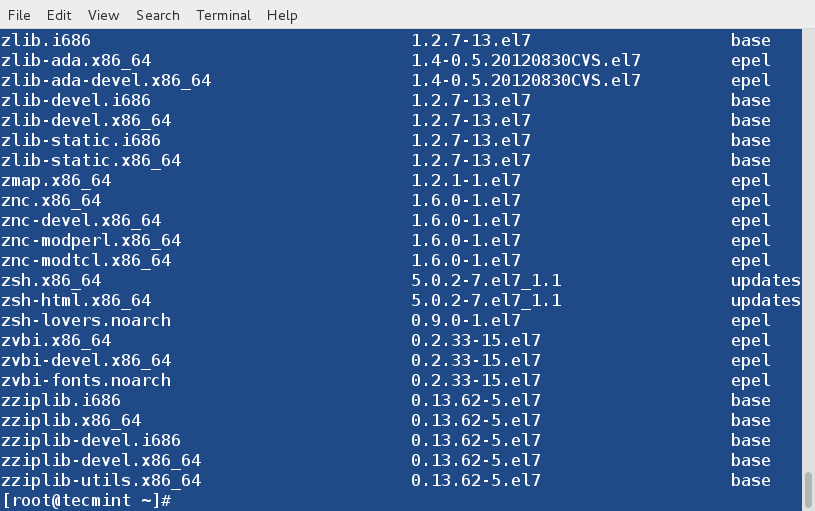 File Edit View Search Terminal Help
zlib.i686 1.2.7-13.el7 base
zlib-ada.x86_64 1.4-0.5.20120830CVS.el7 epel
zlib-ada-devel.x86_64 1.4-0.5.20120830CVS.el7 epel
zlib-devel.i686 1.2.7-13.el7 base
zlib-devel.x86_64 1.2.7-13.el7 base
zlib-static.i686 1.2.7-13.el7 base
zlib-static.x86_64 1.2.7-13.el7 base
zmap.x86_64 1.2.1-1.el7 epel
znc.x86_64 1.6.0-1.el7 epel
znc-devel.x86_64 1.6.0-1.el7 epel
znc-modperl.x86_64 1.6.0-1.el7 epel
znc-modtcl.x86_64 1.6.0-1.el7 epel
zsh.x86_64 5.0.2-7.el7_1.1 updates
zsh-html.x86_64 5.0.2-7.el7_1.1 updates
zsh-lovers.noarch 0.9.0-1.el7 epel
zvbi.x86_64 0.2.33-15.el7 epel
zvbi-devel.x86_64 0.2.33-15.el7 epel
zvbi-fonts.noarch 0.2.33-15.el7 epel
zziplib.i686 0.13.62-5.el7 base
zziplib.x86_64 0.13.62-5.el7 base
zziplib-devel.i686 0.13.62-5.el7 base
zziplib-devel.x86_64 0.13.62-5.el7 base
zziplib-utils.x86_64 0.13.62-5.el7 base
[root@tecmint ~]#